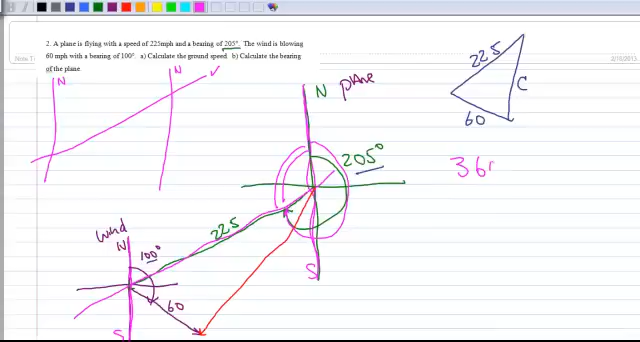 2. A plane is flying with a speed of 225mph and a bearing of 205°. The wind is blowing
60 mph with a bearing of 100° a) Calculate the ground speed b) Calculate the bearing
of the plane.
2/18/2013
N
N
N plane
205°
225
60
C
36
wind
N
100°
225
60
S
S